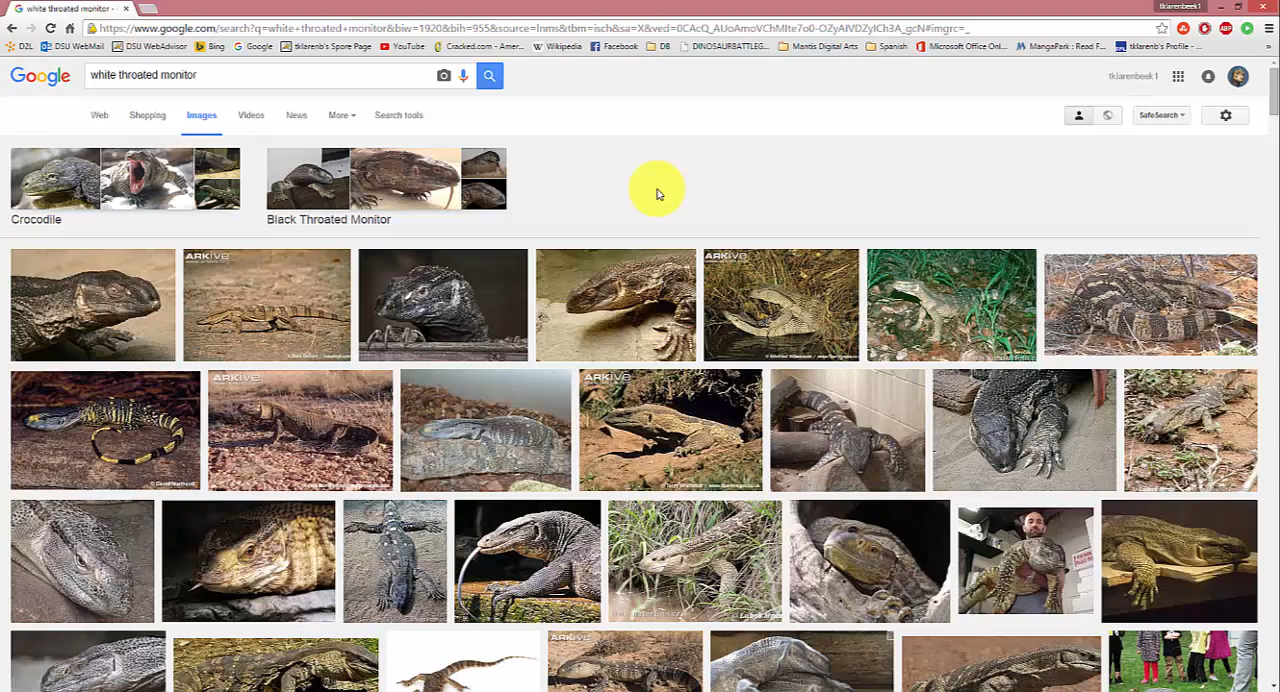 white throated monitor -
tklarenbeek1
https://www.google.com/search?q=white+throated+monitor&biw=1920&bih=955&source=lnms&tbm=isch&sa=X&ved=0CAcQ_AUoAmoVChMIte7o0-OZyAIVDZyICh3A_gcN#imgrc=_
D2L DSU WebMail DSU WebAdvisor Bing Google tklarenb's Spore Page YouTube Cracked.com - Amer... Wikipedia Facebook DB DINOSAURBATTLEG... Mantis Digital Arts Spanish Microsoft Office Onl... MangaPark : Read F... tklarenb's Profile - ...
Google white throated monitor tklarenbeek1
Web Shopping Images Videos News More Search tools SafeSearch
Crocodile Black Throated Monitor
ARKIVE ARKIVE
ARKIVE ARKIVE
ARKIVE